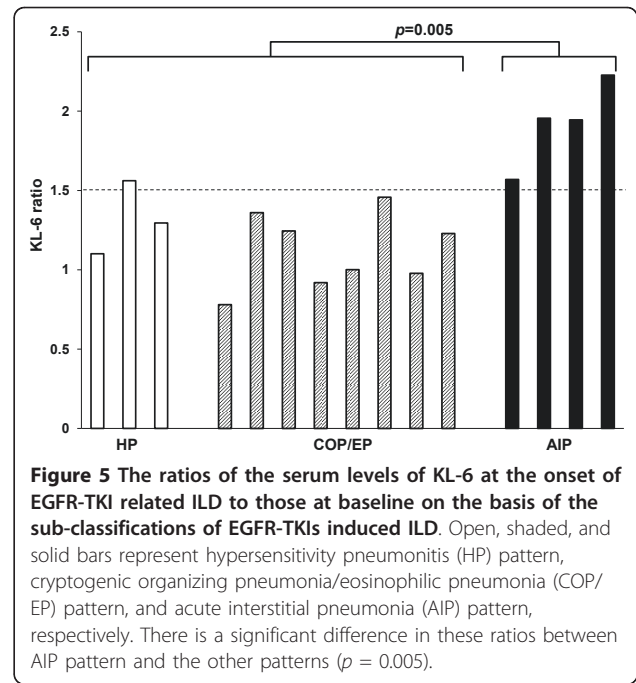 2.5
p=0.005
2
1.5
KL-6 ratio
1
0.5
0
HP COP/EP AIP
Figure 5 The ratios of the serum levels of KL-6 at the onset of
EGFR-TKI related ILD to those at baseline on the basis of the
sub-classifications of EGFR-TKIs induced ILD. Open, shaded, and
solid bars represent hypersensitivity pneumonitis (HP) pattern,
cryptogenic organizing pneumonia/eosinophilic pneumonia (COP/
EP) pattern, and acute interstitial pneumonia (AIP) pattern,
respectively. There is a significant difference in these ratios between
AIP pattern and the other patterns (p = 0.005).